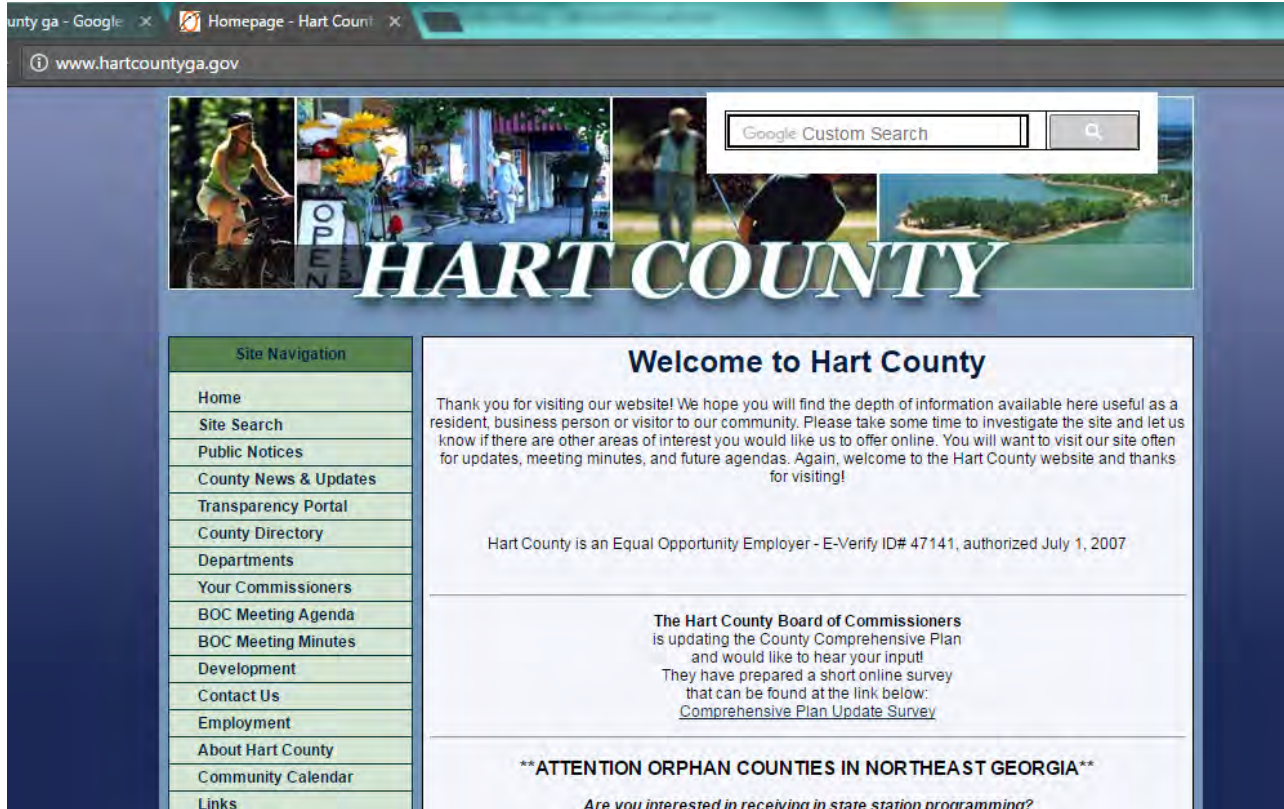 unty ga - Google
Homepage - Hart Count
www.hartcountyga.gov
Google Custom Search
OPEN
HART COUNTY
Site Navigation
Home
Site Search
Public Notices
County News & Updates
Transparency Portal
County Directory
Departments
Your Commissioners
BOC Meeting Agenda
BOC Meeting Minutes
Development
Contact Us
Employment
About Hart County
Community Calendar
Links
Welcome to Hart County
Thank you for visiting our website! We hope you will find the depth of information available here useful as a
resident, business person or visitor to our community. Please take some time to investigate the site and let us
know if there are other areas of interest you would like us to offer online. You will want to visit our site often
for updates, meeting minutes, and future agendas. Again, welcome to the Hart County website and thanks
for visiting!
Hart County is an Equal Opportunity Employer - E-Verify ID# 47141, authorized July 1, 2007
The Hart County Board of Commissioners
is updating the County Comprehensive Plan
and would like to hear your input!
They have prepared a short online survey
that can be found at the link below:
Comprehensive Plan Update Survey
**ATTENTION ORPHAN COUNTIES IN NORTHEAST GEORGIA**
Are you interested in receiving in state station programming?